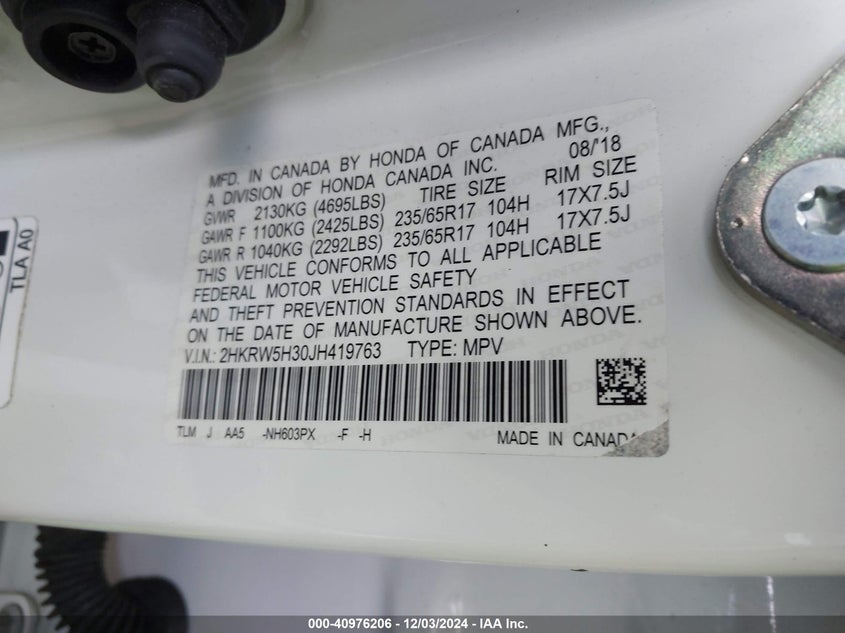 MFD. IN CANADA BY HONDA OF CANADA MFG.,
A DIVISION OF HONDA CANADA INC. 08/'18
GVWR 2130KG (4695LBS) TIRE SIZE RIM SIZE
GAWR F 1100KG (2425LBS) 235/65R17 104H 17X7.5J
GAWR R 1040KG (2292LBS) 235/65R17 104H 17X7.5J
THIS VEHICLE CONFORMS TO ALL APPLICABLE
FEDERAL MOTOR VEHICLE SAFETY
AND THEFT PREVENTION STANDARDS IN EFFECT
ON THE DATE OF MANUFACTURE SHOWN ABOVE.
V.I.N.: 2HKRW5H30JH419763 TYPE: MPV
TLM J AA5 -NH603PX -F -H MADE IN CANADA
TLA A0
000-40976206 - 12/03/2024 - IAA Inc.